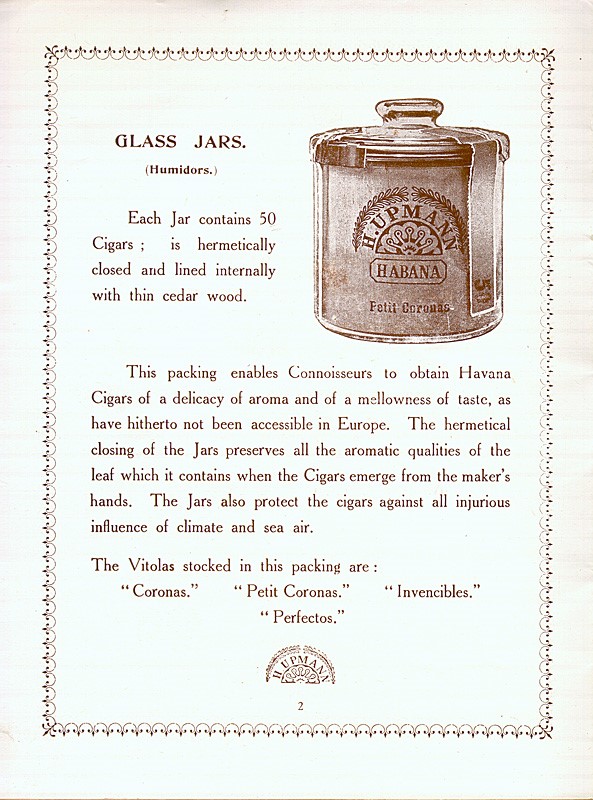 GLASS JARS.
(Humidors.)
Each Jar contains 50
Cigars; is hermetically
closed and lined internally
with thin cedar wood.
H. UPMANN
HABANA
Petit Coronas
This packing enables Connoisseurs to obtain Havana
Cigars of a delicacy of aroma and of a mellowness of taste, as
have hitherto not been accessible in Europe. The hermetical
closing of the Jars preserves all the aromatic qualities of the
leaf which it contains when the Cigars emerge from the maker's
hands. The Jars also protect the cigars against all injurious
influence of climate and sea air.
The Vitolas stocked in this packing are:
"Coronas." "Petit Coronas." "Invencibles."
"Perfectos."
H. UPMANN
2